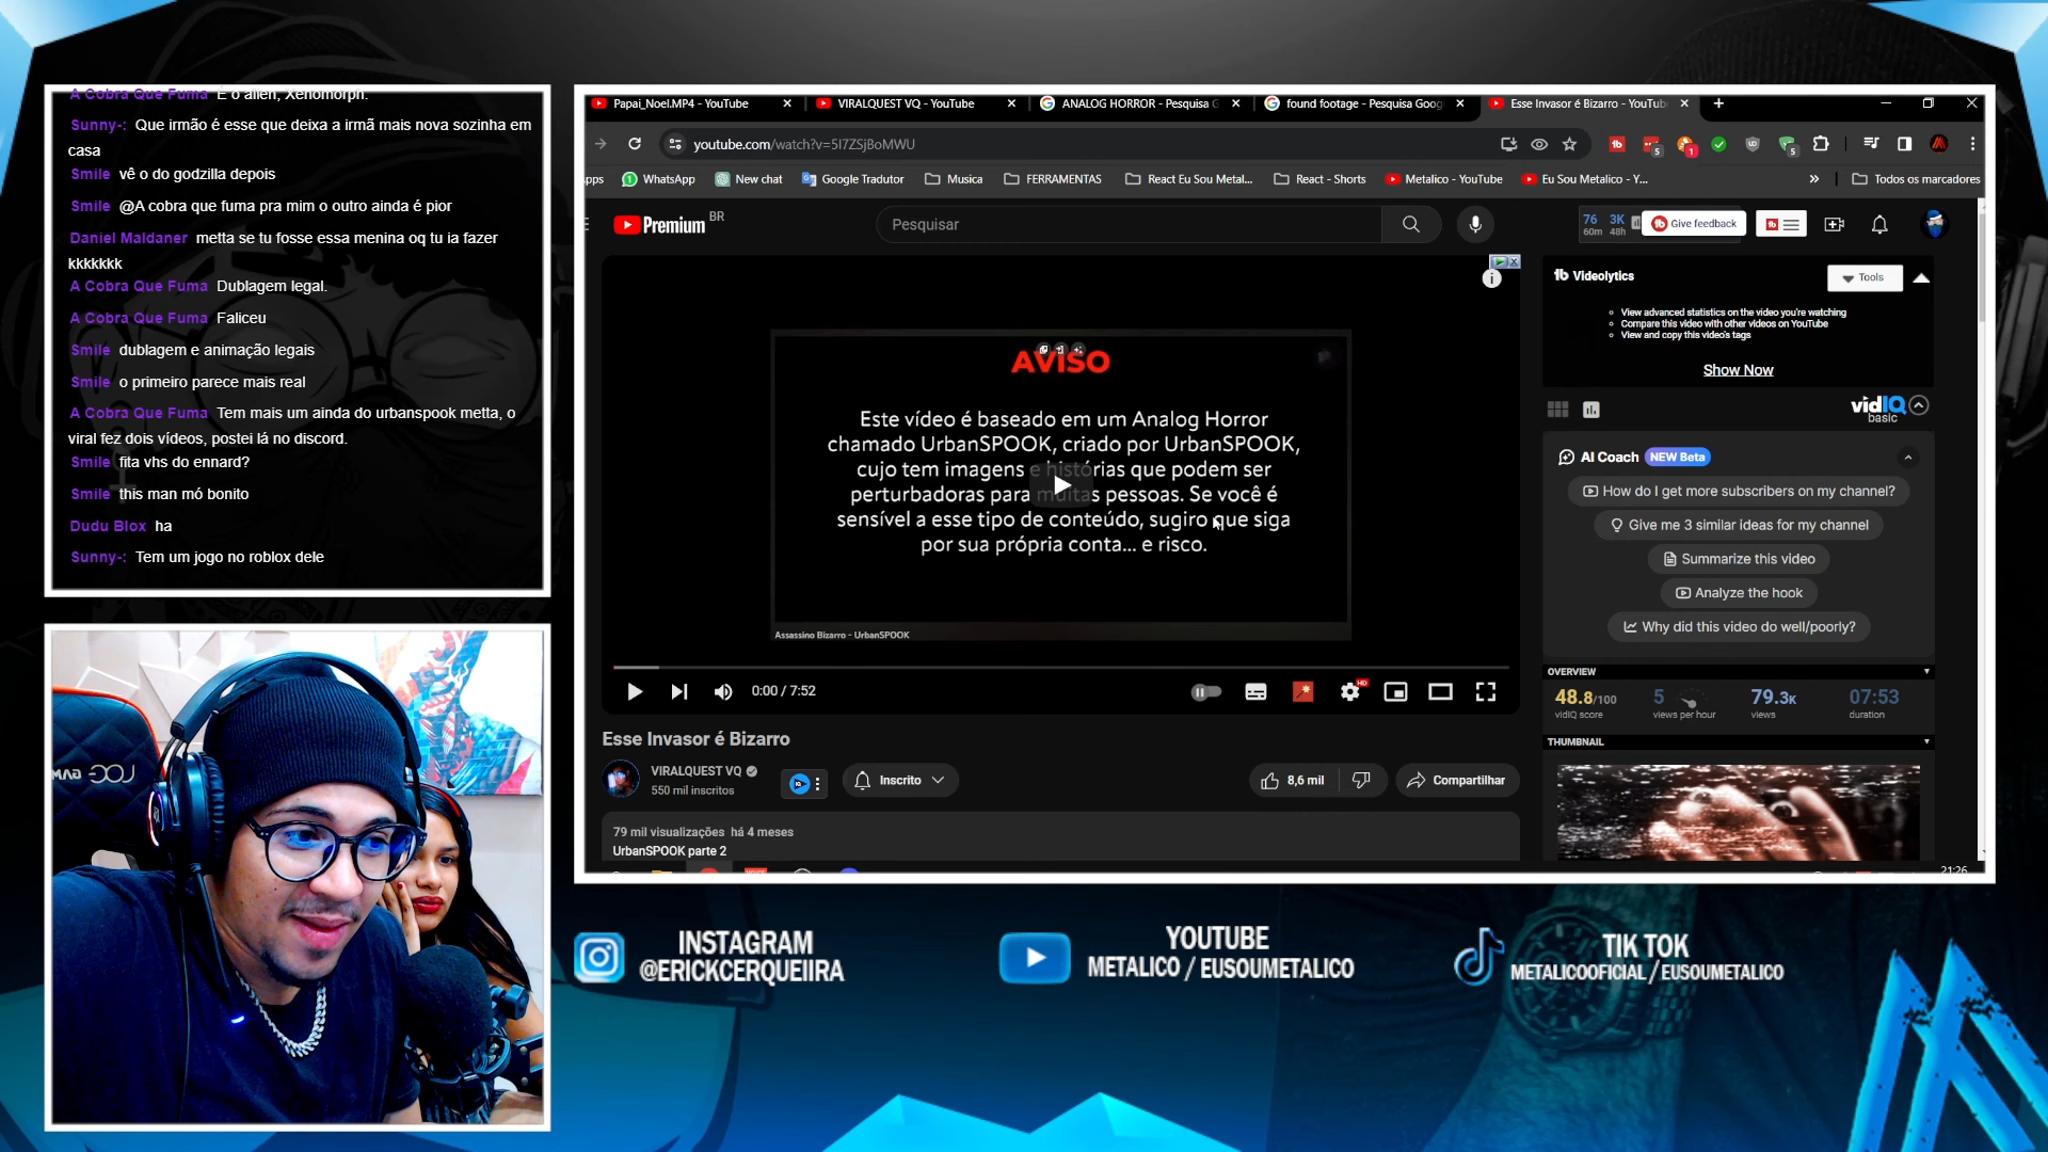 A Cobra Que Fuma É o alien, Xenomorph.
Sunny-: Que irmão é esse que deixa a irmã mais nova sozinha em
casa
Smile vê o do godzilla depois
Smile @A cobra que fuma pra mim o outro ainda é pior
Daniel Maldaner metta se tu fosse essa menina oq tu ia fazer
kkkkkkk
A Cobra Que Fuma Dublagem legal.
A Cobra Que Fuma Faliceu
Smile dublagem e animação legais
Smile o primeiro parece mais real
A Cobra Que Fuma Tem mais um ainda do urbanspook metta, o
viral fez dois vídeos, postei lá no discord.
Smile fita vhs do ennard?
Smile this man mó bonito
Dudu Blox ha
Sunny-: Tem um jogo no roblox dele
Papai_Noel.MP4 - YouTube
VIRALQUEST VQ - YouTube
ANALOG HORROR - Pesquisa G
found footage - Pesquisa Goog
Esse Invasor é Bizarro - YouTub
youtube.com/watch?v=5I7ZSjBoMWU
pps
WhatsApp
New chat
Google Tradutor
Musica
FERRAMENTAS
React Eu Sou Metal...
React - Shorts
Metalico - YouTube
Eu Sou Metalico - Y...
Todos os marcadores
Premium BR
Pesquisar
76 3K
60m 48h
Give feedback
AVISO
Este vídeo é baseado em um Analog Horror
chamado UrbanSPOOK, criado por UrbanSPOOK,
cujo tem imagens e histórias que podem ser
perturbadoras para muitas pessoas. Se você é
sensível a esse tipo de conteúdo, sugiro que siga
por sua própria conta... e risco.
Assassino Bizarro - UrbanSPOOK
0:00 / 7:52
HD
Esse Invasor é Bizarro
VIRALQUEST VQ
550 mil inscritos
Inscrito
8,6 mil
Compartilhar
79 mil visualizações há 4 meses
UrbanSPOOK parte 2
Videolytics
Tools
View advanced statistics on the video you're watching
Compare this video with other videos on YouTube
View and copy this video's tags
Show Now
vidIQ
basic
AI Coach NEW Beta
How do I get more subscribers on my channel?
Give me 3 similar ideas for my channel
Summarize this video
Analyze the hook
Why did this video do well/poorly?
OVERVIEW
48.8/100 5 79.3K 07:53
vidIQ score views per hour views duration
THUMBNAIL
21:26
INSTAGRAM
@ERICKCERQUEIIRA
YOUTUBE
METALICO / EUSOUMETALICO
TIK TOK
METALICOOFICIAL / EUSOUMETALICO